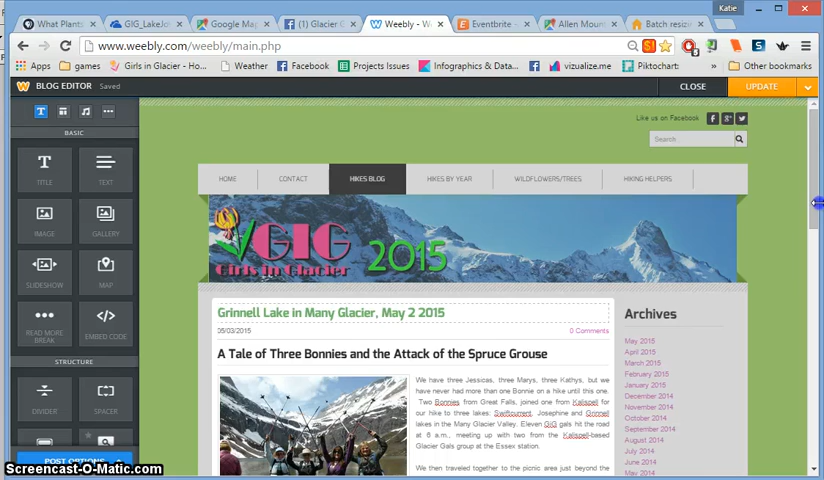 Katie
What Plants
GIG_LakeJo
Google Ma
(1) Glacier G
Weebly - W
Eventbrite -
Allen Moun
Batch resizi
www.weebly.com/weebly/main.php
Apps games Girls in Glacier - Ho... Weather Facebook Projects Issues Infographics & Data... vizualize.me Piktochart: Other bookmarks
BLOG EDITOR Saved CLOSE UPDATE
BASIC
TITLE TEXT
IMAGE GALLERY
SLIDESHOW MAP
READ MORE BREAK EMBED CODE
STRUCTURE
DIVIDER SPACER
POST OPTIONS
Like us on Facebook
Search
HOME CONTACT HIKES BLOG HIKES BY YEAR WILDFLOWERS/TREES HIKING HELPERS
GIG 2015
Girls in Glacier
Grinnell Lake in Many Glacier, May 2 2015
05/03/2015 0 Comments
A Tale of Three Bonnies and the Attack of the Spruce Grouse
We have three Jessicas, three Marys, three Kathys, but we
have never had more than one Bonnie on a hike until this one.
Two Bonnies from Great Falls, joined one from Kalispell for
our hike to three lakes: Swiftcurrent, Josephine and Grinnell
lakes in the Many Glacier Valley. Eleven GIG gals hit the road
at 6 a.m., meeting up with two from the Kalispell-based
Glacier Gals group at the Essex station.
We then traveled together to the picnic area just beyond the
Archives
May 2015
April 2015
March 2015
February 2015
January 2015
December 2014
November 2014
October 2014
September 2014
August 2014
July 2014
June 2014
May 2014
Screencast-O-Matic.com